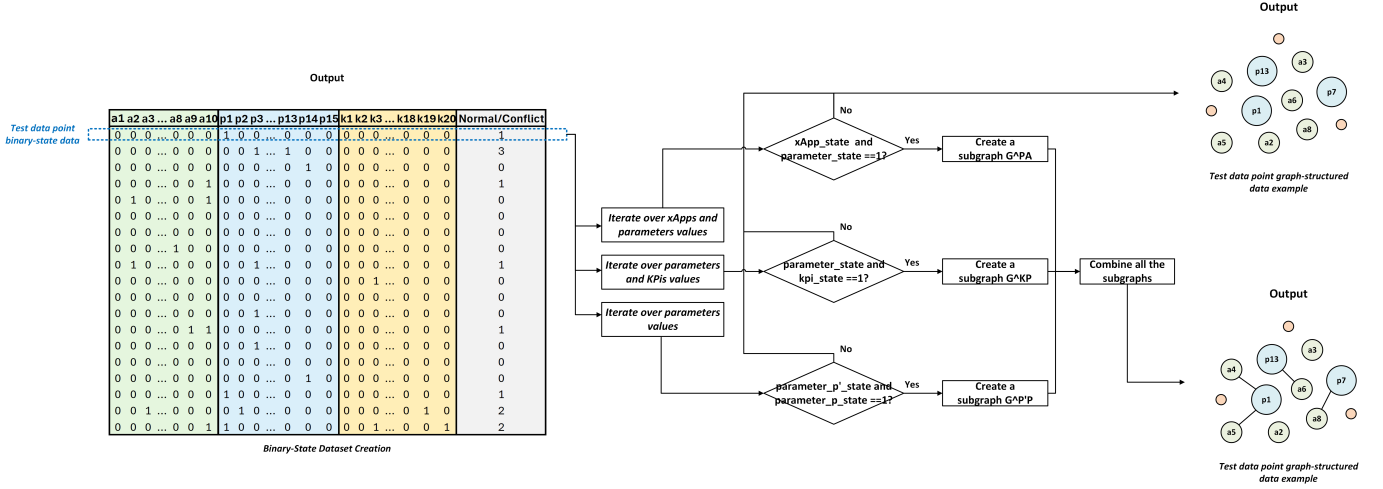 Output
a1 a2 a3 ... a8 a9 a10 p1 p2 p3 ... p13 p14 p15 k1 k2 k3 ... k18 k19 k20 Normal/Conflict
0 0 0 ... 0 0 0 1 0 0 ... 0 0 0 0 0 0 ... 0 0 0 1
0 0 0 ... 0 0 0 0 0 1 ... 1 0 0 0 0 0 ... 0 0 0 3
0 0 0 ... 0 0 0 0 0 0 ... 0 1 0 0 0 0 ... 0 0 0 0
0 0 0 ... 0 0 1 0 0 0 ... 0 0 0 0 0 0 ... 0 0 0 1
0 1 0 ... 0 0 0 0 0 0 ... 0 0 0 0 0 0 ... 0 0 0 0
0 0 0 ... 0 0 0 0 0 0 ... 0 0 0 0 0 0 ... 0 0 0 0
0 0 0 ... 0 0 0 0 0 0 ... 0 0 0 0 0 0 ... 0 0 0 0
0 0 0 ... 1 0 0 0 0 0 ... 0 0 0 0 0 0 ... 0 0 0 0
0 1 0 ... 0 0 0 0 0 1 ... 0 0 0 0 0 0 ... 0 0 0 1
0 0 0 ... 0 0 0 0 0 0 ... 0 0 0 0 0 1 ... 0 0 0 0
0 0 0 ... 0 0 0 0 0 0 ... 0 0 0 0 0 0 ... 0 0 0 0
0 0 0 ... 0 0 0 0 0 1 ... 0 0 0 0 0 0 ... 0 0 0 0
0 0 0 ... 0 1 1 0 0 0 ... 0 0 0 0 0 0 ... 0 0 0 1
0 0 0 ... 0 0 0 0 0 1 ... 0 0 0 0 0 0 ... 0 0 0 0
0 0 0 ... 0 0 0 0 0 0 ... 0 0 0 0 0 0 ... 0 0 0 0
0 0 0 ... 0 0 0 0 0 0 ... 0 1 0 0 0 0 ... 0 0 0 0
0 0 0 ... 0 0 0 1 0 0 ... 0 0 0 0 0 0 ... 0 0 0 1
0 0 1 ... 0 0 0 0 1 0 ... 0 0 0 0 0 0 ... 0 1 0 2
0 0 0 ... 0 0 1 1 0 0 ... 0 0 0 0 0 1 ... 0 0 1 2
Test data point
binary-state data
Binary-State Dataset Creation
Iterate over xApps and
parameters values
Iterate over parameters
and KPis values
Iterate over parameters
values
No
xApp_state and
parameter_state ==1?
Yes
Create a
subgraph G^PA
No
parameter_state and
kpi_state ==1?
Yes
Create a
subgraph G^KP
No
parameter_p'_state and
parameter_p_state ==1?
Yes
Create a
subgraph G^P'P
Combine all the
subgraphs
Output
a3
p13
a4
p7
a6
p1
a8
a5
a2
Test data point graph-structured
data example
Output
a3
p13
a4
p7
a6
p1
a8
a5
a2
Test data point graph-structured
data example